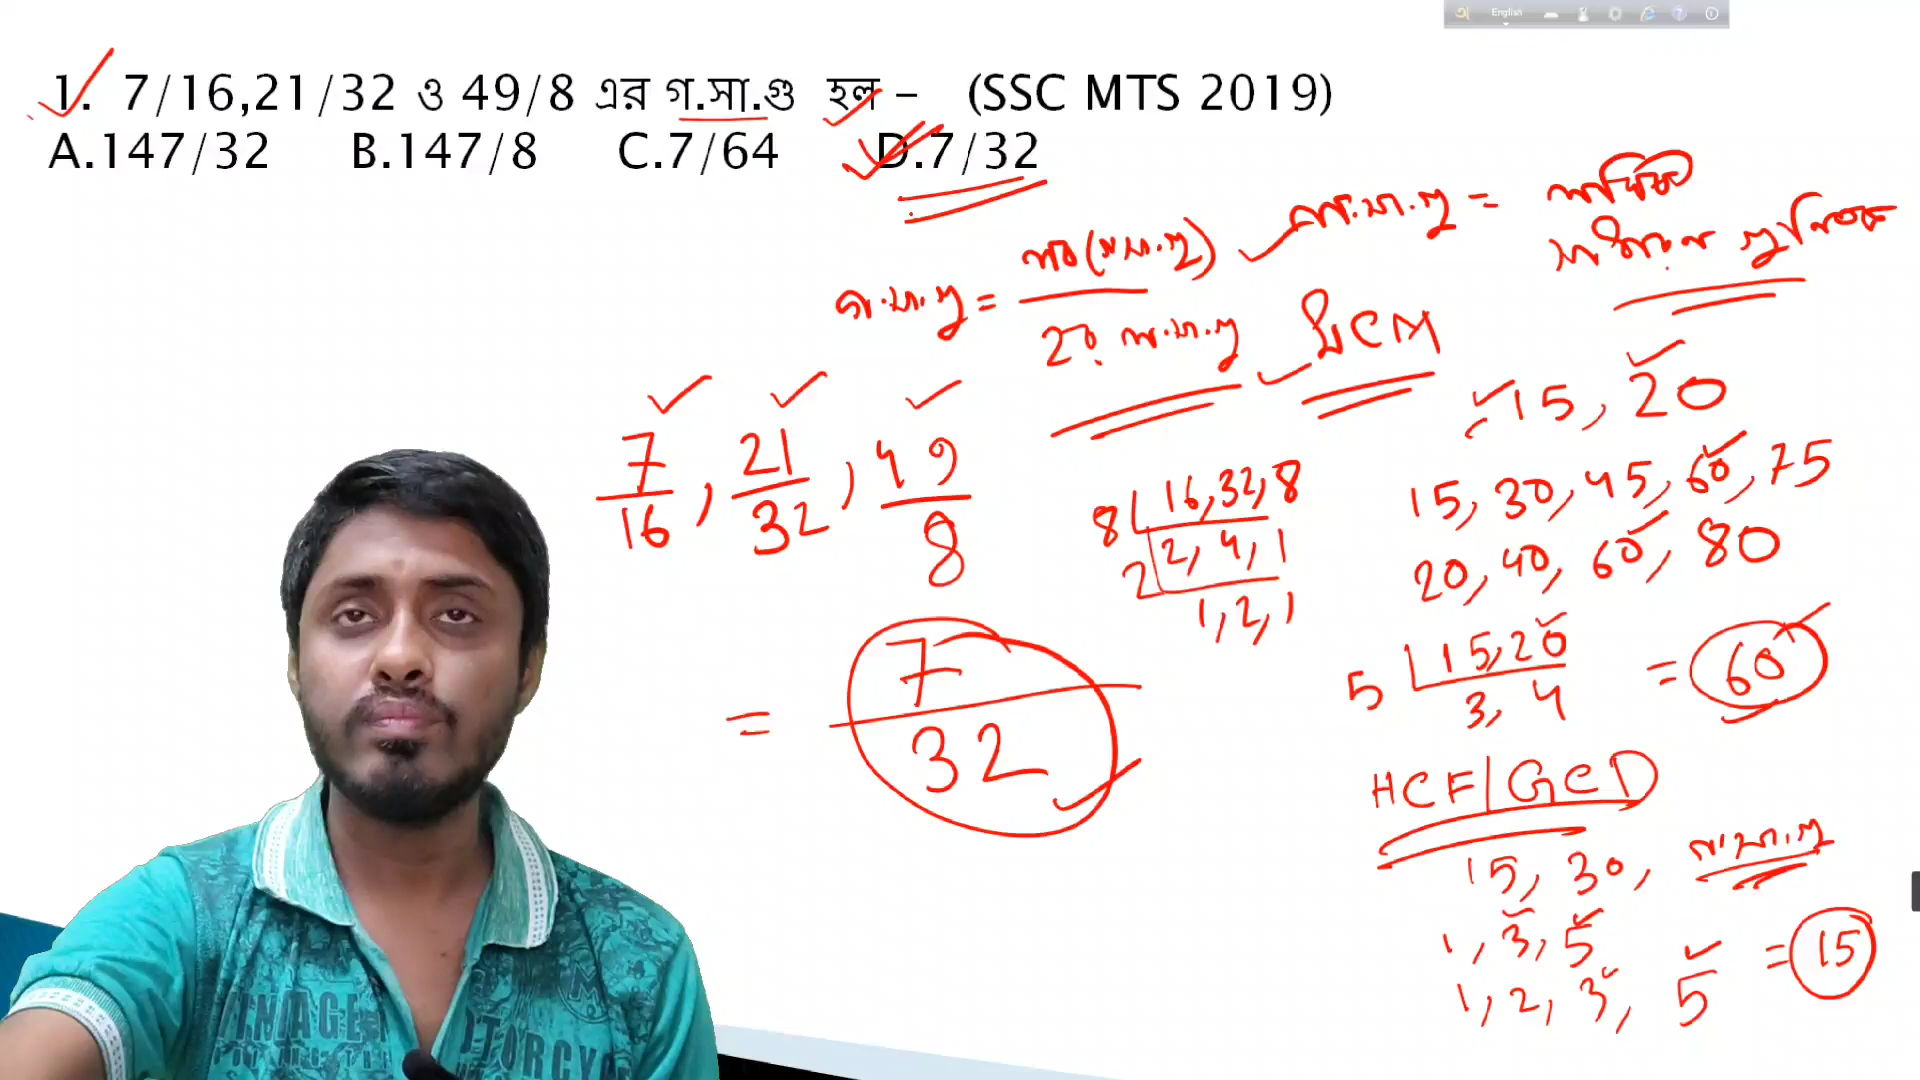 English
1. 7/16,21/32 ও 49/8 এর গ.সা.গু হল – (SSC MTS 2019)
A.147/32 B.147/8 C.7/64 D.7/32
গ.সা.গু =
ল.সা.গু =
LCM
7/16, 21/32, 49/8
= 7/32
8 16, 32, 8
2 2, 4, 1
1, 2, 1
15, 20
15, 30, 45, 60, 75
20, 40, 60, 80
5 15, 20 = 60
3, 4
HCF/GCD
15, 30, গ.সা.গু
1, 3, 5
1, 2, 3, 5 = 15